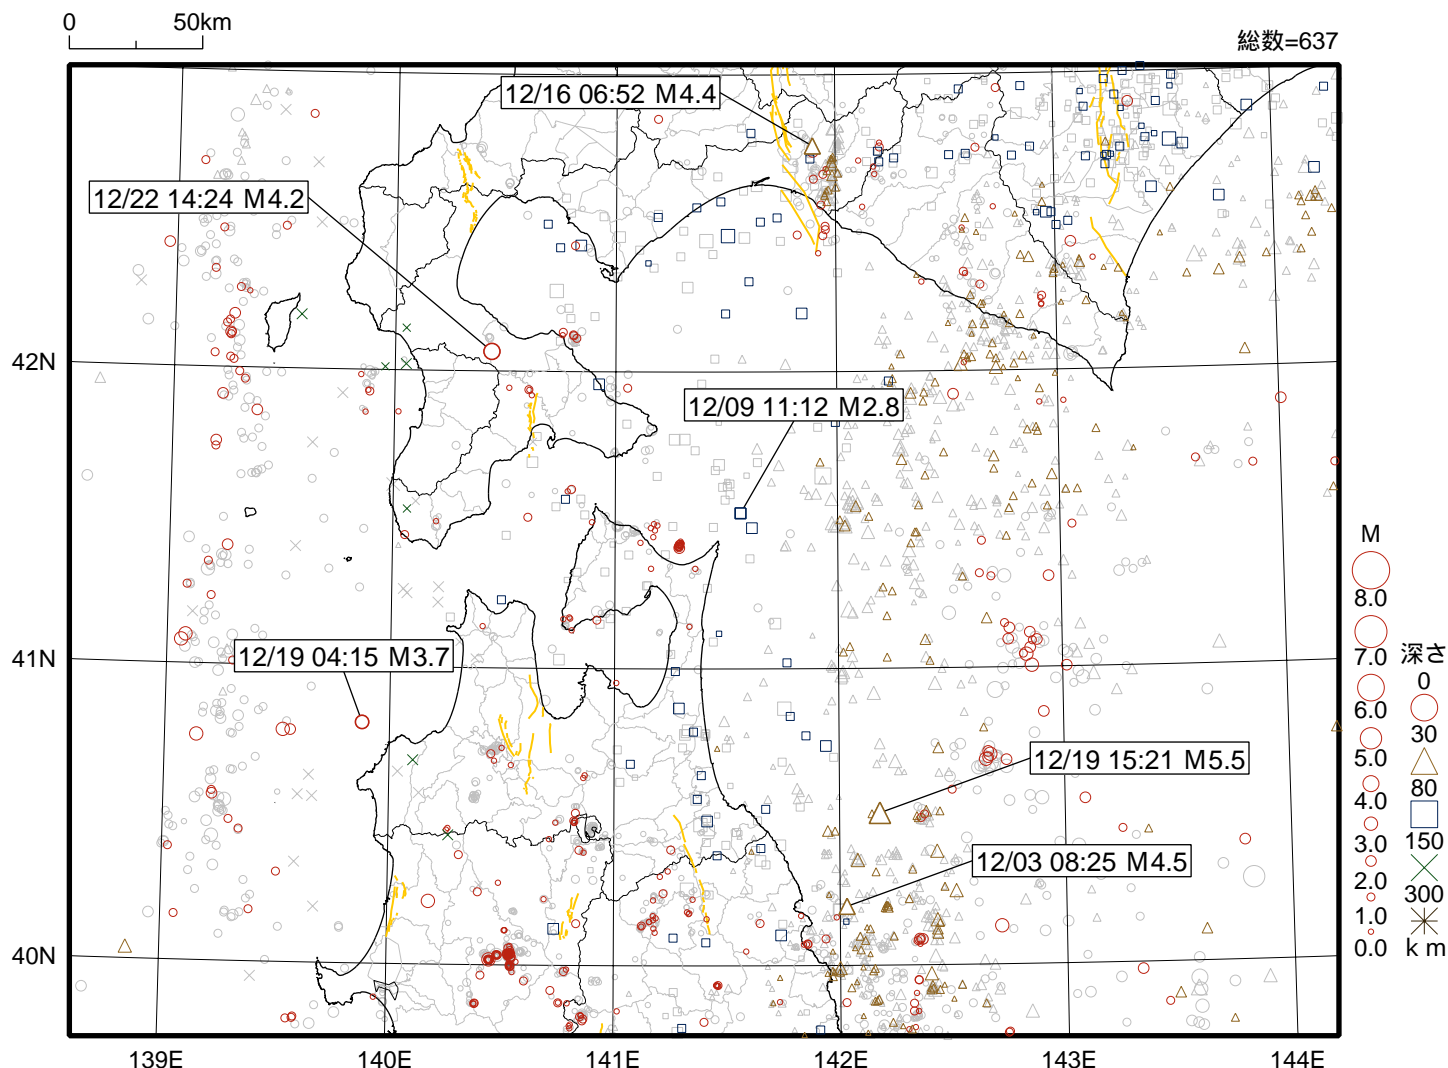 0 50km
総数=637
12/16 06:52 M4.4
12/22 14:24 M4.2
42N
12/09 11:12 M2.8
41N
12/19 04:15 M3.7
12/19 15:21 M5.5
12/03 08:25 M4.5
40N
139E 140E 141E 142E 143E 144E
M
8.0
7.0
6.0
5.0
4.0
3.0
2.0
1.0
0.0
深さ
0
30
80
150
300
km